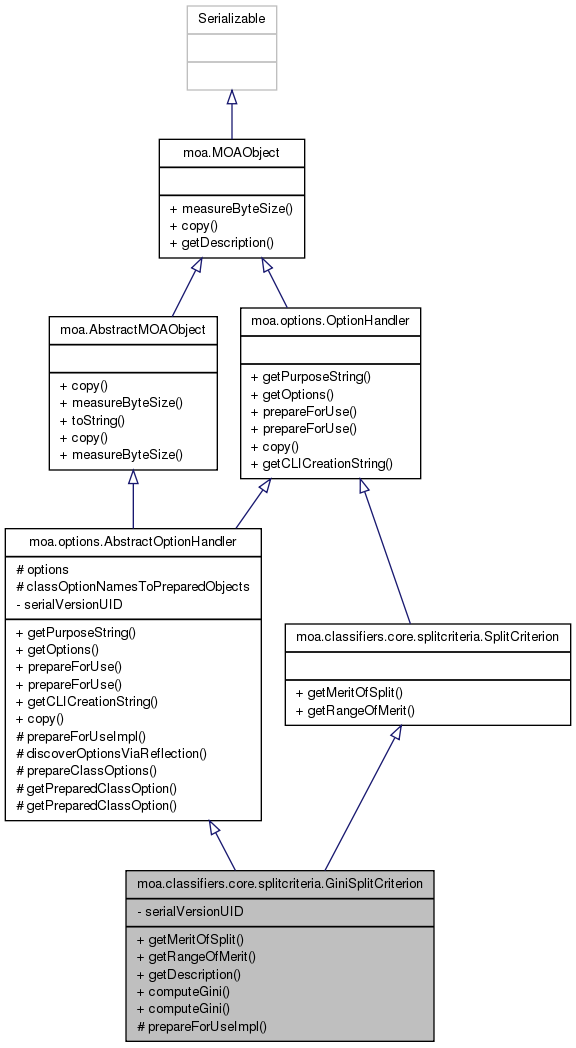 Serializable
moa.MOAObject
+ measureByteSize()
+ copy()
+ getDescription()
moa.AbstractMOAObject
+ copy()
+ measureByteSize()
+ toString()
+ copy()
+ measureByteSize()
moa.options.OptionHandler
+ getPurposeString()
+ getOptions()
+ prepareForUse()
+ prepareForUse()
+ copy()
+ getCLICreationString()
moa.options.AbstractOptionHandler
# options
# classOptionNamesToPreparedObjects
- serialVersionUID
+ getPurposeString()
+ getOptions()
+ prepareForUse()
+ prepareForUse()
+ getCLICreationString()
+ copy()
# prepareForUseImpl()
# discoverOptionsViaReflection()
# prepareClassOptions()
# getPreparedClassOption()
# getPreparedClassOption()
moa.classifiers.core.splitcriteria.SplitCriterion
+ getMeritOfSplit()
+ getRangeOfMerit()
moa.classifiers.core.splitcriteria.GiniSplitCriterion
- serialVersionUID
+ getMeritOfSplit()
+ getRangeOfMerit()
+ getDescription()
+ computeGini()
+ computeGini()
# prepareForUseImpl()